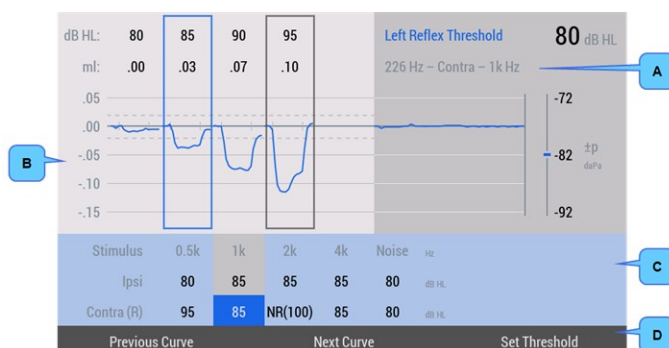 dB HL: 80 85 90 95
Left Reflex Threshold 80 dB HL
ml: .00 .03 .07 .10
226 Hz – Contra – 1k Hz
A
.05
-72
.00
B
-.05
-82 ±p
daPa
-.10
-.15
-92
Stimulus 0.5k 1k 2k 4k Noise Hz
C
Ipsi 80 85 85 85 80 dB HL
Contra (R) 95 85 NR(100) 85 80 dB HL
Previous Curve Next Curve Set Threshold
D